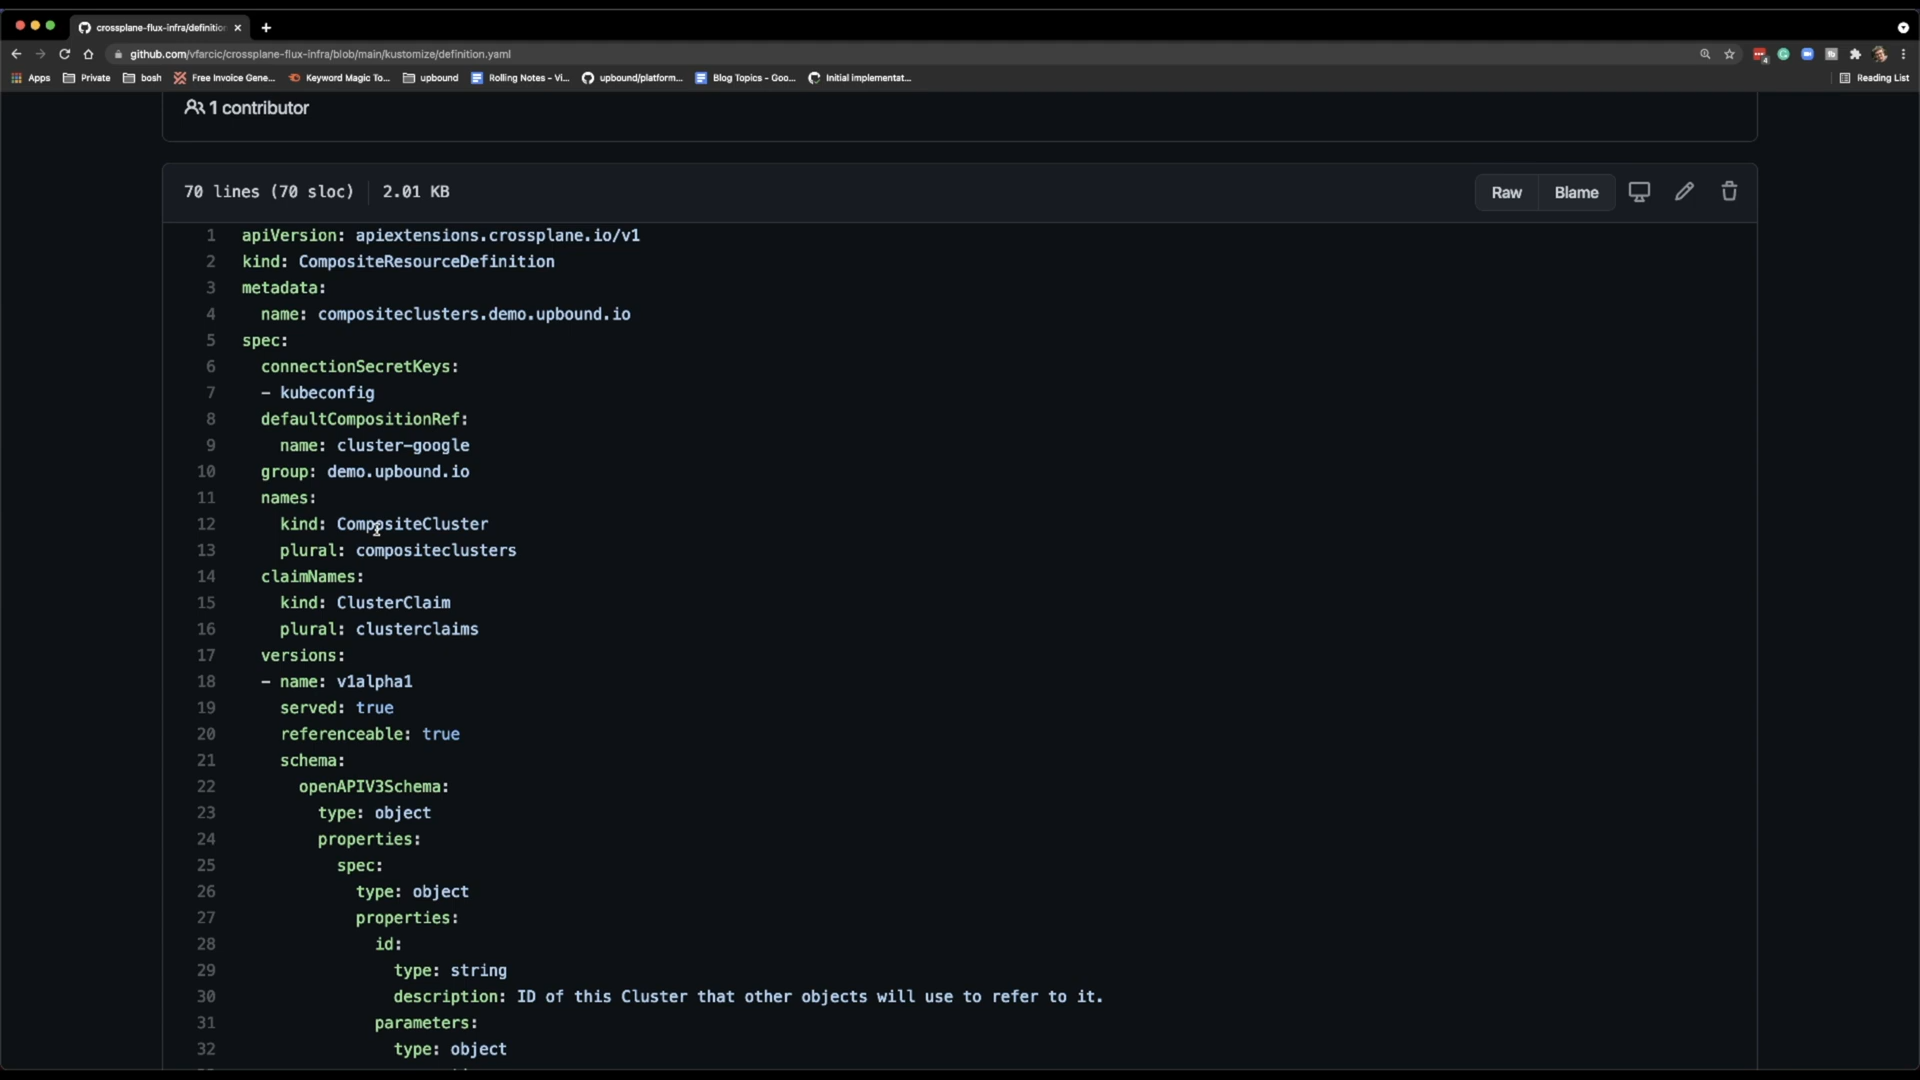 crossplane-flux-infra/definitio
github.com/vfarcic/crossplane-flux-infra/blob/main/kustomize/definition.yaml
Apps Private bosh Free Invoice Gene... Keyword Magic To... upbound Rolling Notes - Vi... upbound/platform... Blog Topics - Goo... Initial implementat... Reading List
1 contributor
70 lines (70 sloc) 2.01 KB Raw Blame
1 apiVersion: apiextensions.crossplane.io/v1
2 kind: CompositeResourceDefinition
3 metadata:
4 name: compositeclusters.demo.upbound.io
5 spec:
6 connectionSecretKeys:
7 - kubeconfig
8 defaultCompositionRef:
9 name: cluster-google
10 group: demo.upbound.io
11 names:
12 kind: CompositeCluster
13 plural: compositeclusters
14 claimNames:
15 kind: ClusterClaim
16 plural: clusterclaims
17 versions:
18 - name: v1alpha1
19 served: true
20 referenceable: true
21 schema:
22 openAPIV3Schema:
23 type: object
24 properties:
25 spec:
26 type: object
27 properties:
28 id:
29 type: string
30 description: ID of this Cluster that other objects will use to refer to it.
31 parameters:
32 type: object